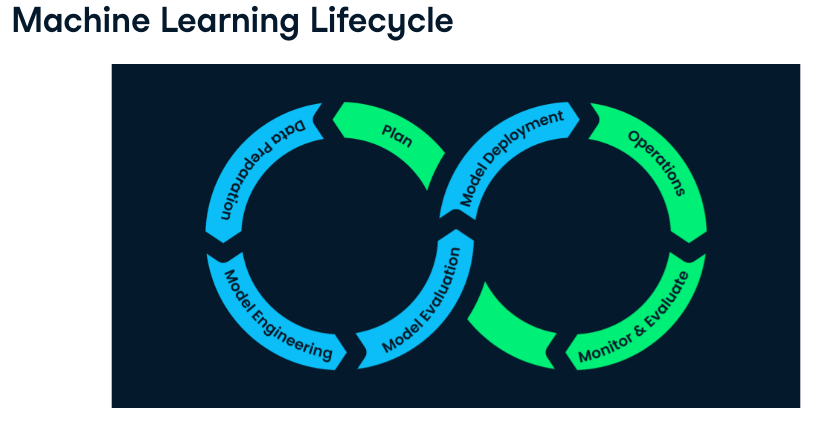 Machine Learning Lifecycle
Plan
Data Preparation
Model Engineering
Model Evaluation
Model Deployment
Operations
Monitor & Evaluate